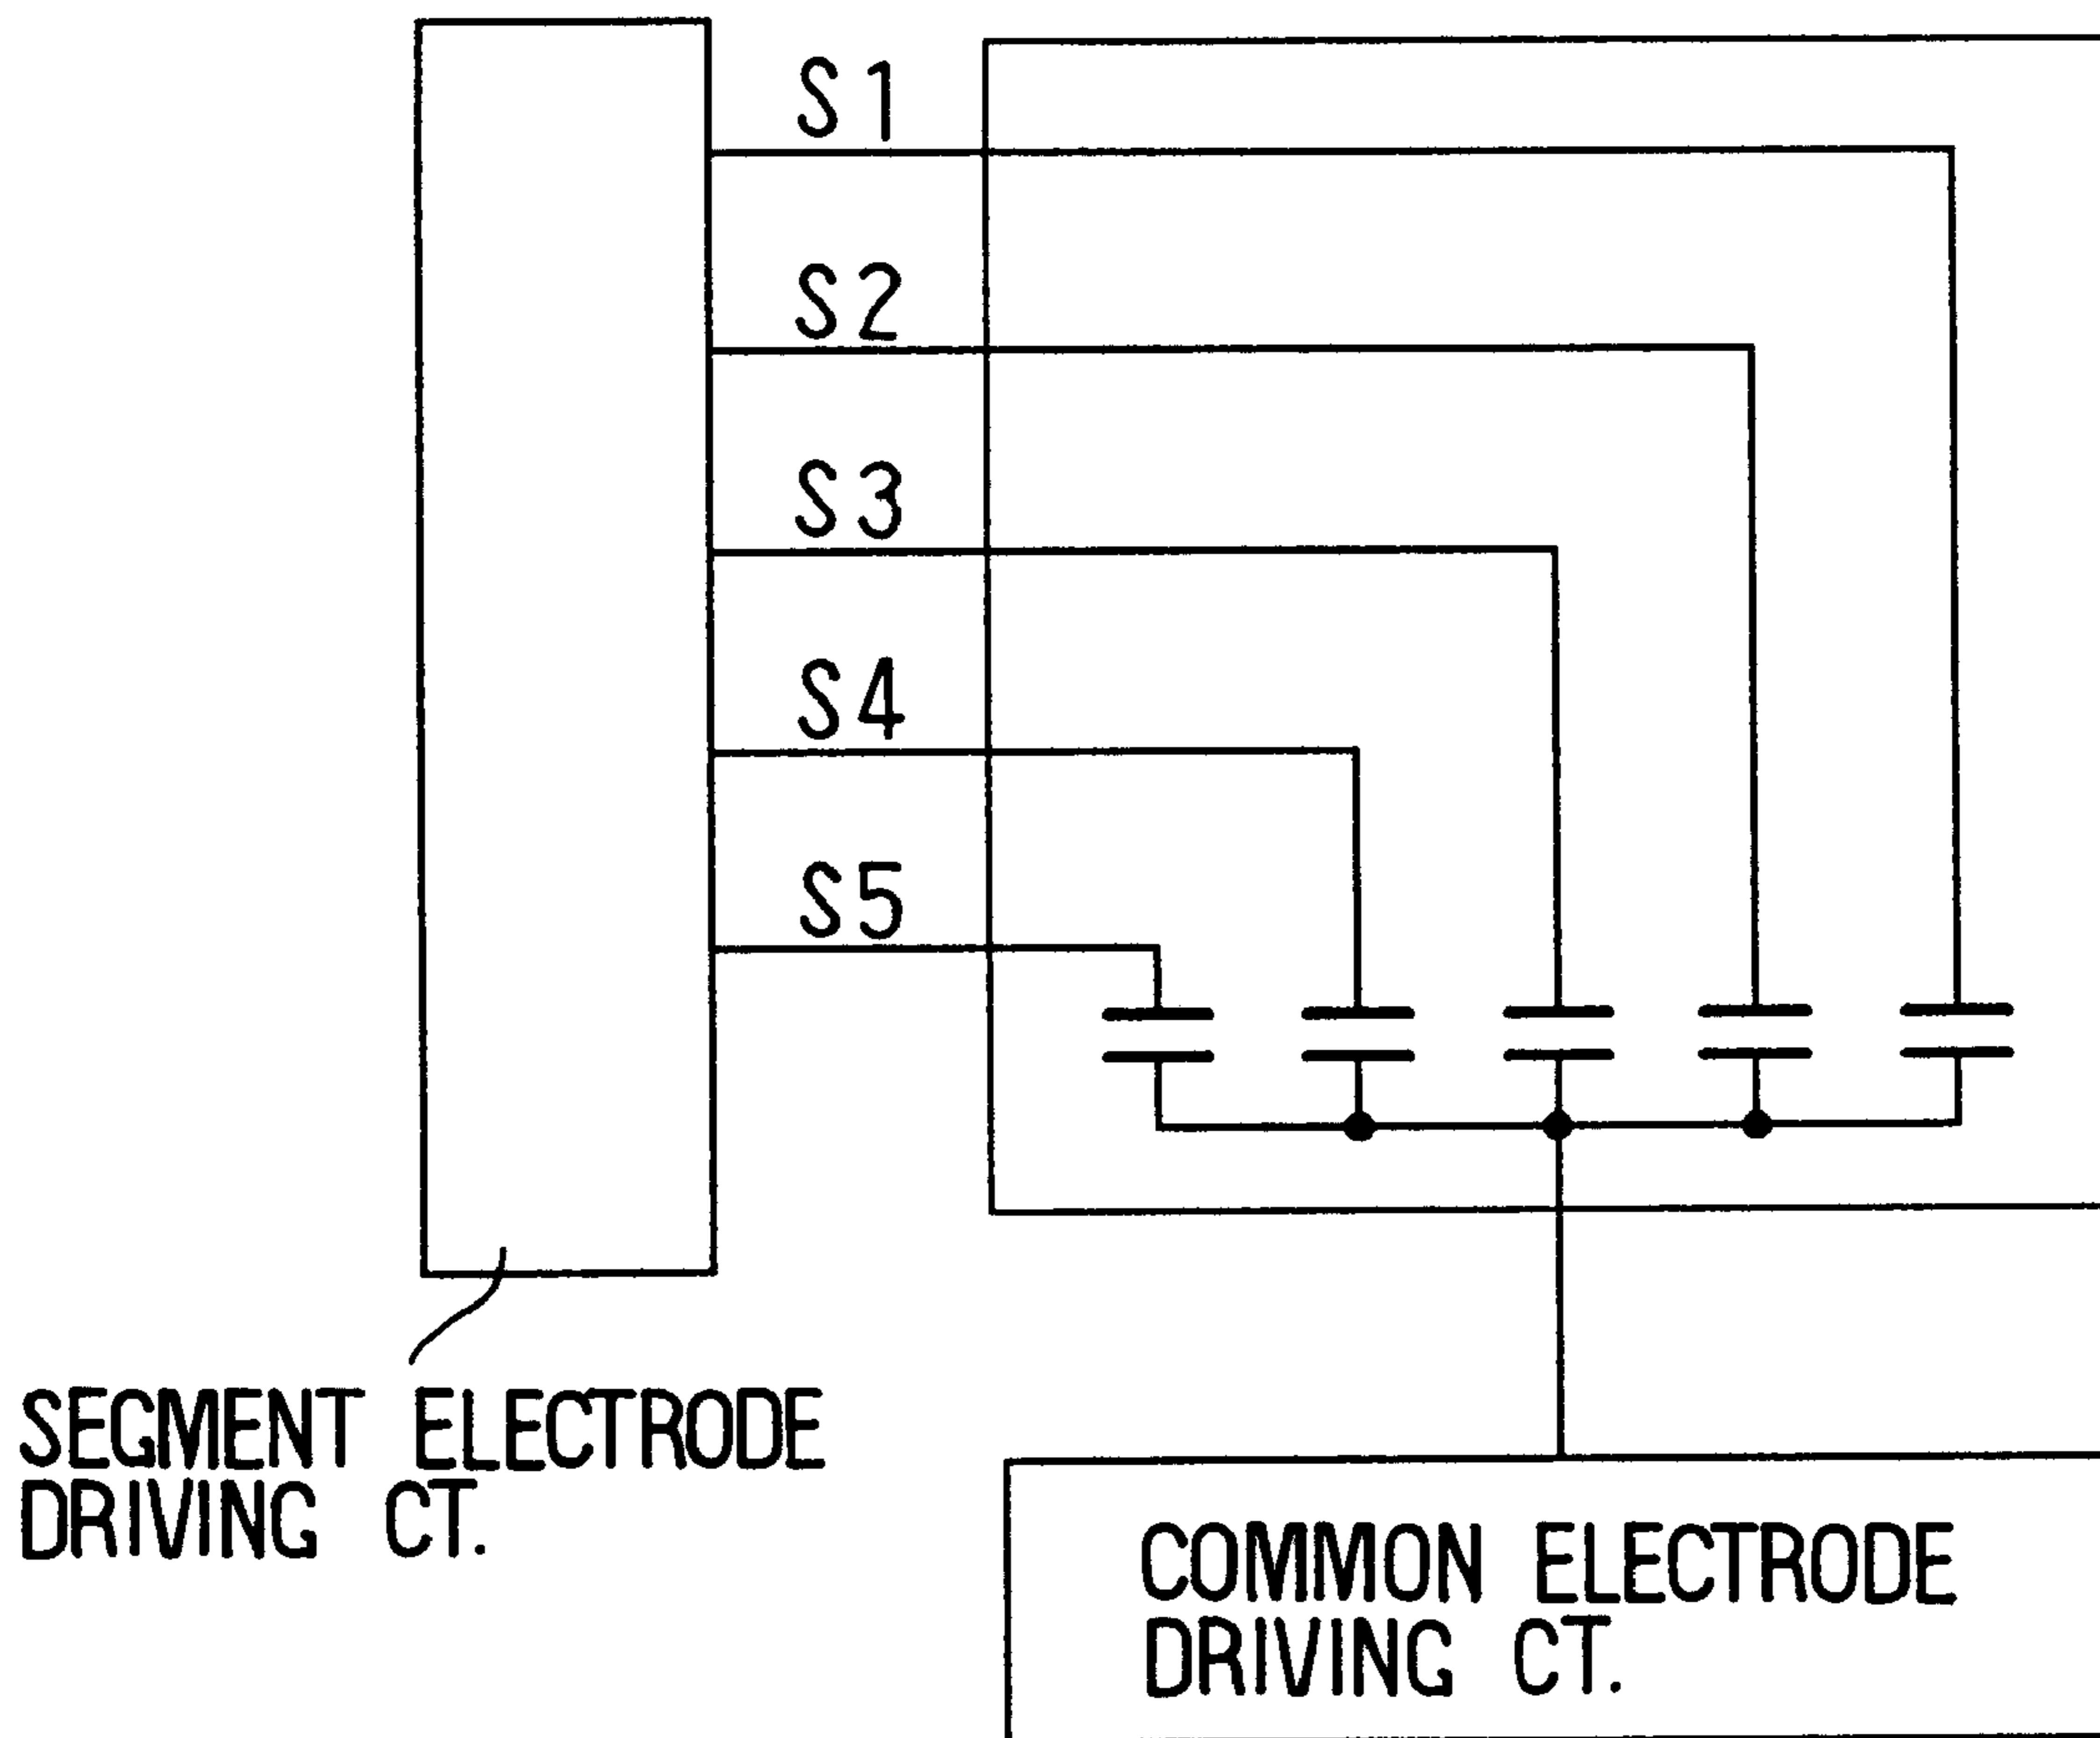 S1
S2
S3
S4
S5
SEGMENT ELECTRODE
DRIVING CT.
COMMON ELECTRODE
DRIVING CT.